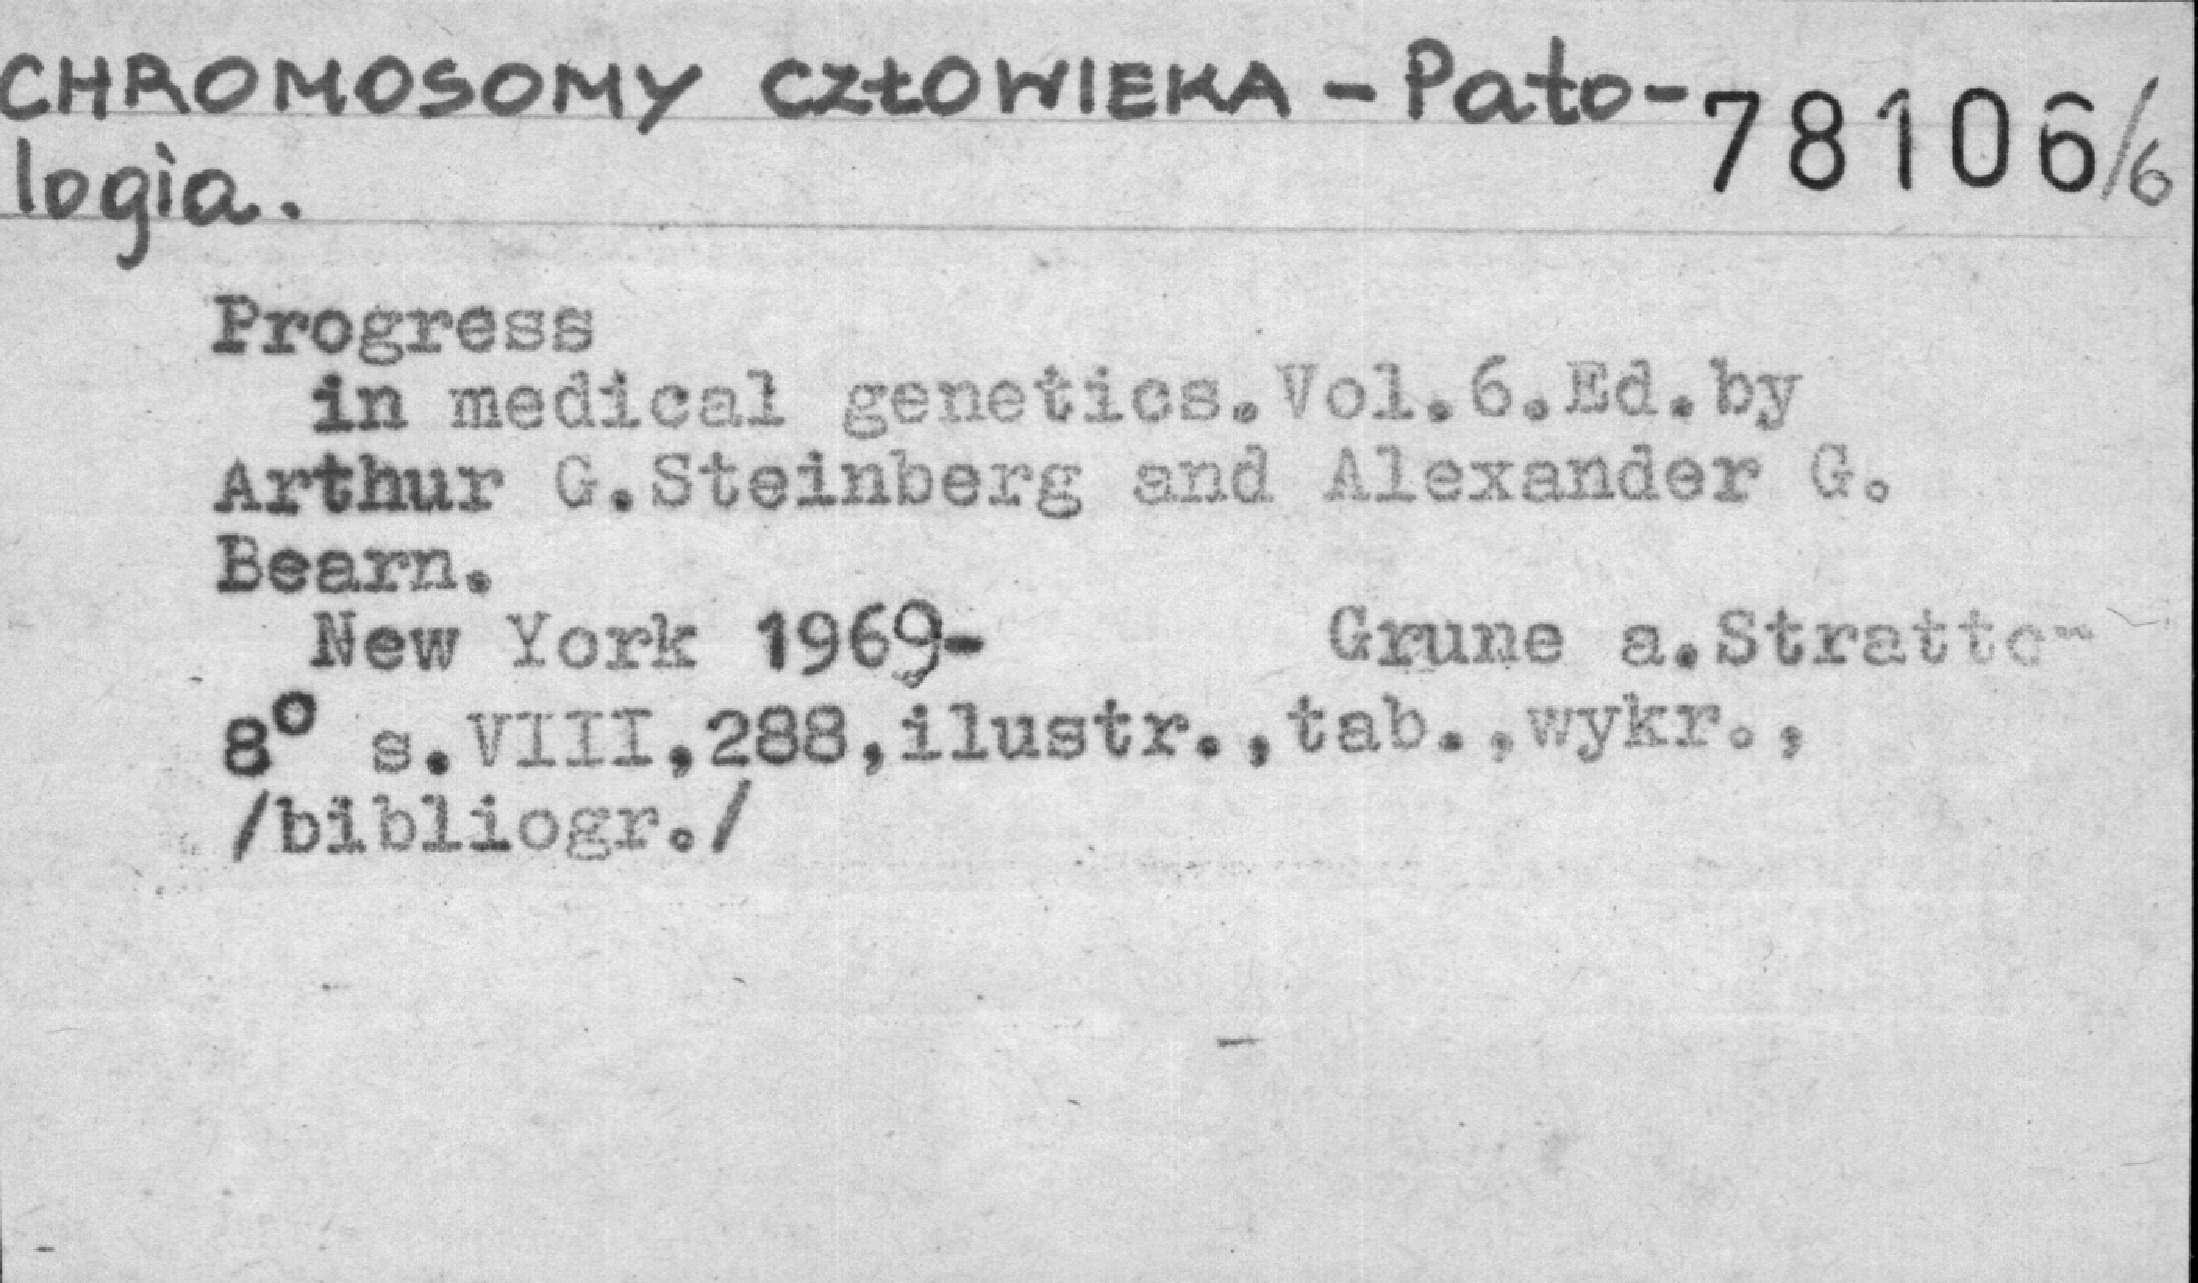 CHROMOSOMY CZŁOWIEKA - Pato-
78106/6
logia.
Progress
in medical genetics.Vol.6.Ed.by
Arthur G.Steinberg and Alexander G.
Bearn.
New York 1969- Grune a.Stratton
8° s.VIII,288,ilustr.,tab.,wykr.,
/bibliogr./